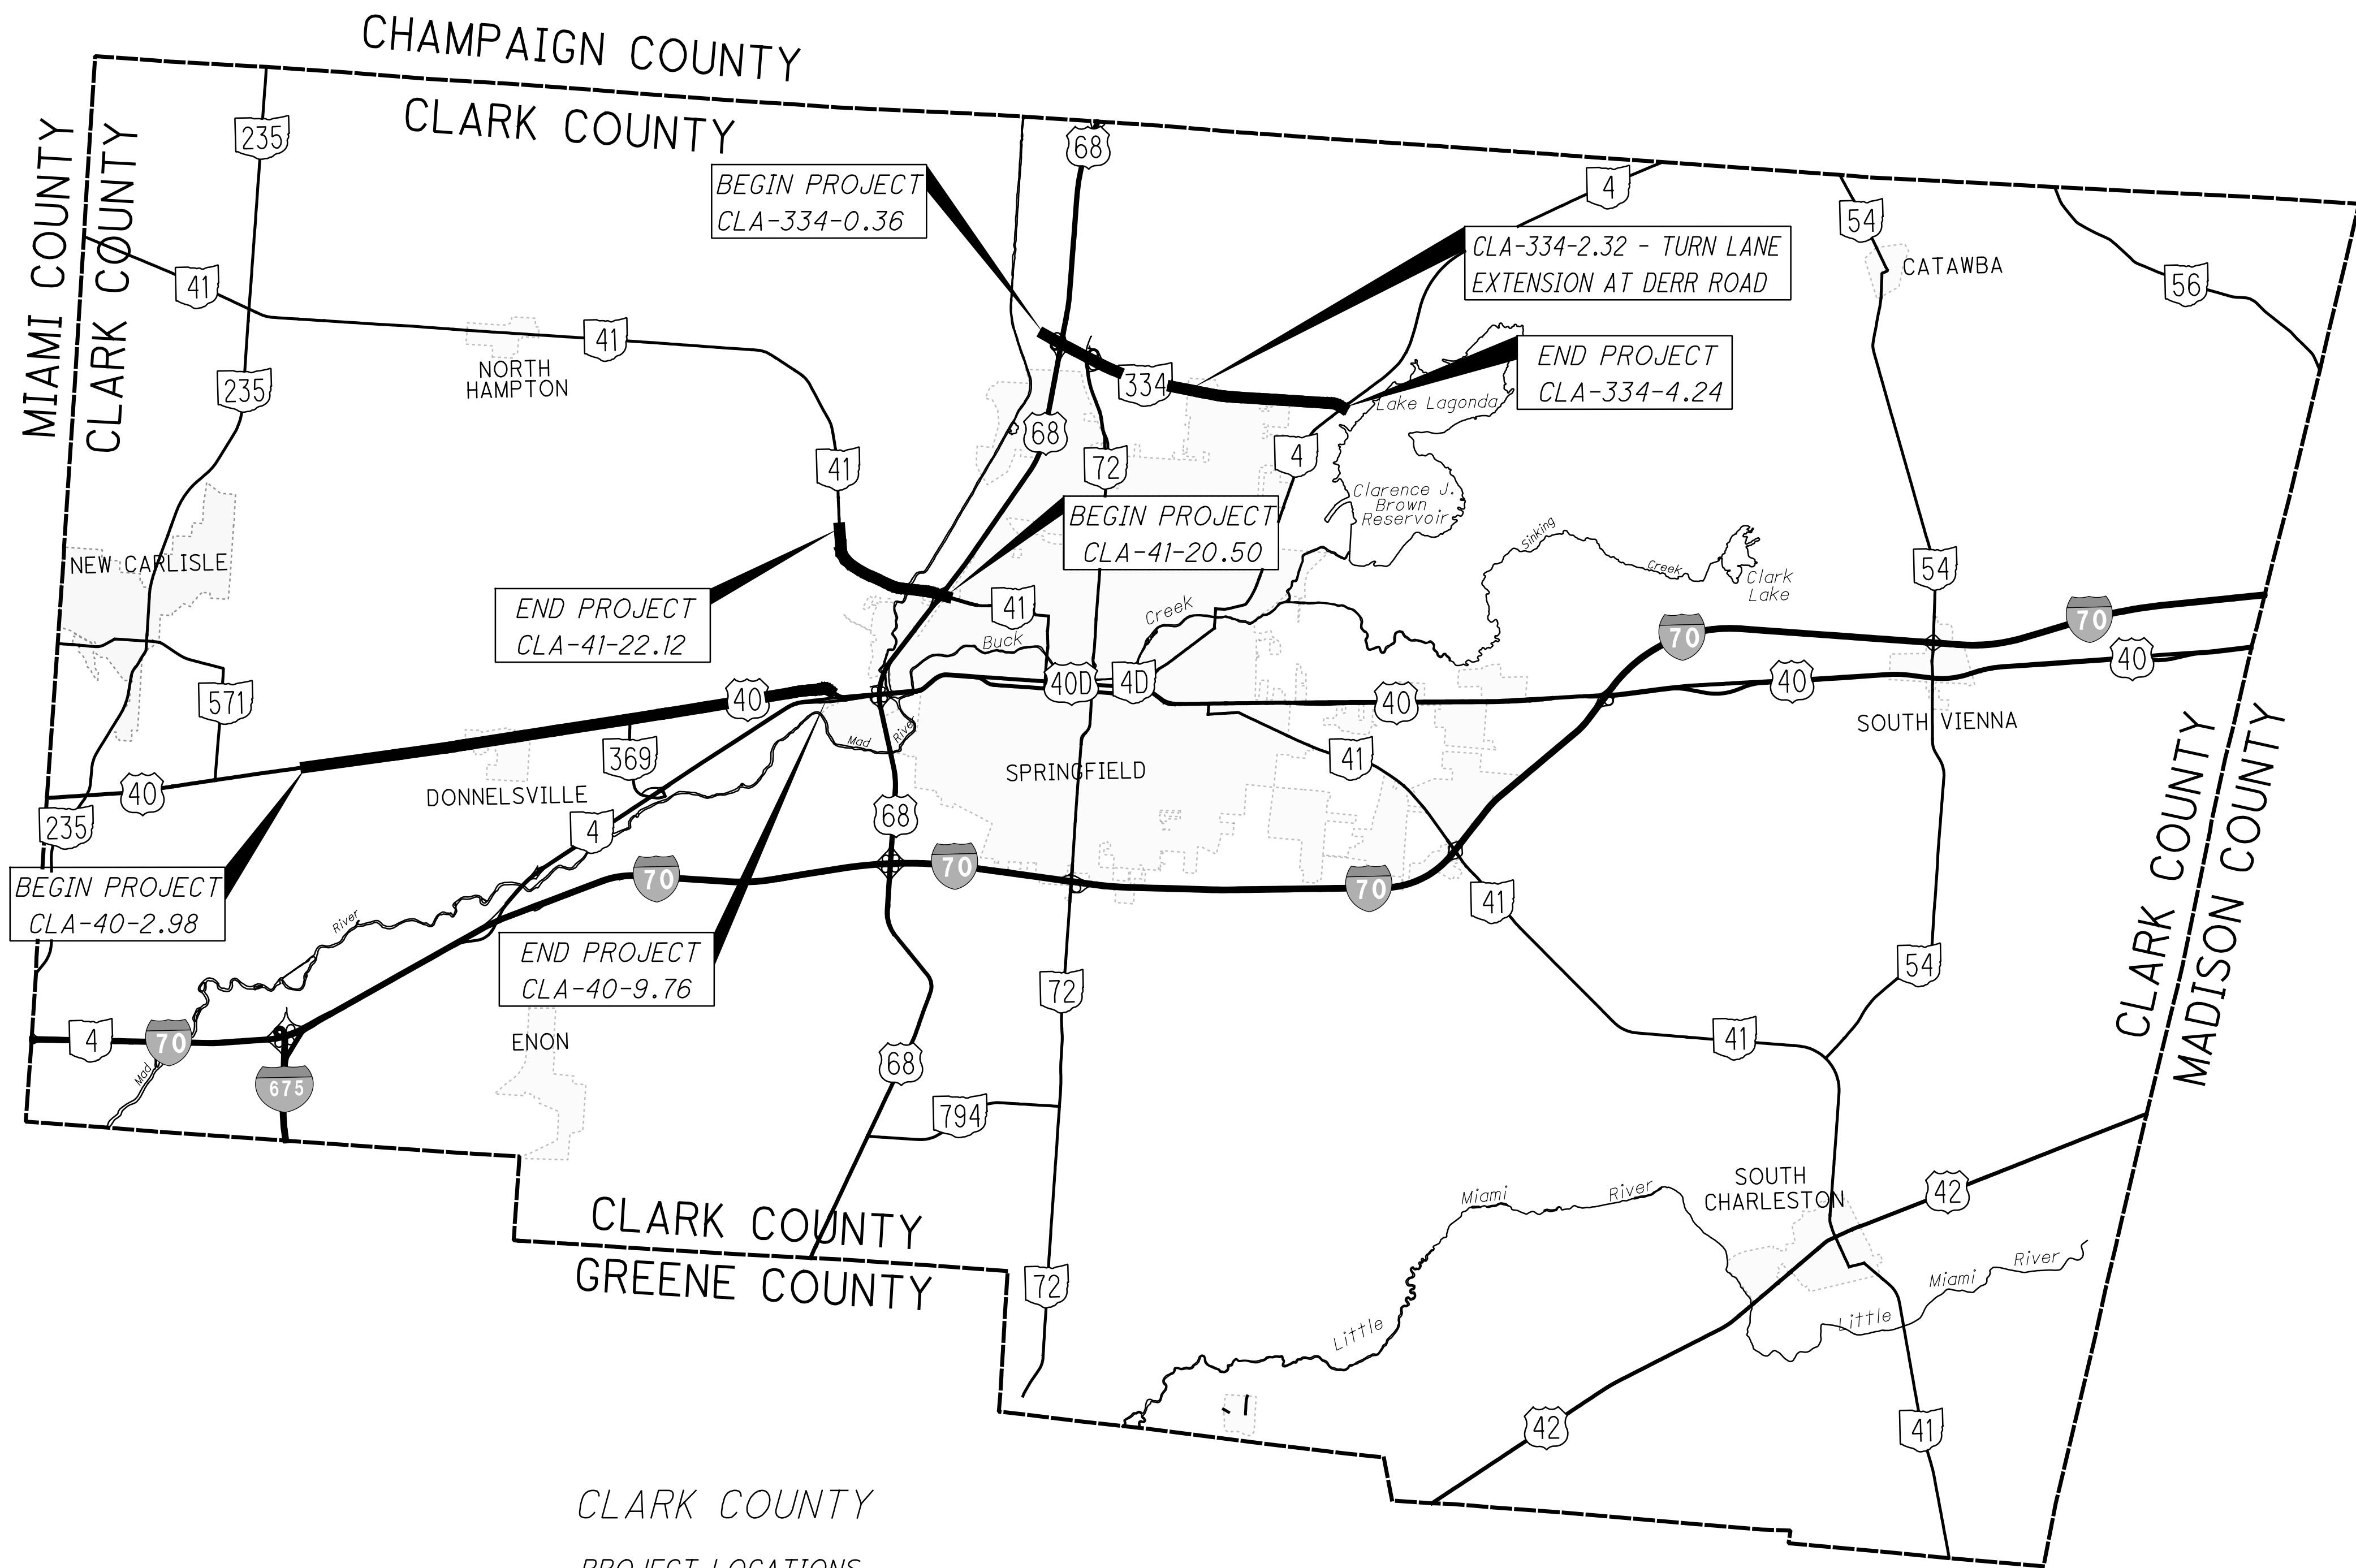 CHAMPAIGN COUNTY
CLARK COUNTY
MIAMI COUNTY
CLARK COUNTY
235
68
4
54
BEGIN PROJECT
CLA-334-0.36
CLA-334-2.32 - TURN LANE
EXTENSION AT DERR ROAD
CATAWBA
56
41
41
NORTH
HAMPTON
235
334
END PROJECT
CLA-334-4.24
Lake Lagonda
68
72
4
41
Clarence J.
Brown
Reservoir
BEGIN PROJECT
CLA-41-20.50
Sinking
Creek
Clark
Lake
54
NEW CARLISLE
END PROJECT
CLA-41-22.12
41
Creek
Buck
70
70
571
40
40D
4D
40
40
40
SOUTH VIENNA
Mad
River
369
41
SPRINGFIELD
DONNELSVILLE
40
235
4
68
70
70
70
BEGIN PROJECT
CLA-40-2.98
River
41
END PROJECT
CLA-40-9.76
54
72
CLARK COUNTY
MADISON COUNTY
4
70
Mad
675
ENON
68
41
794
SOUTH
CHARLESTON
42
CLARK COUNTY
GREENE COUNTY
72
Miami
River
Little
River
Miami
Little
42
41
CLARK COUNTY
PROJECT LOCATIONS